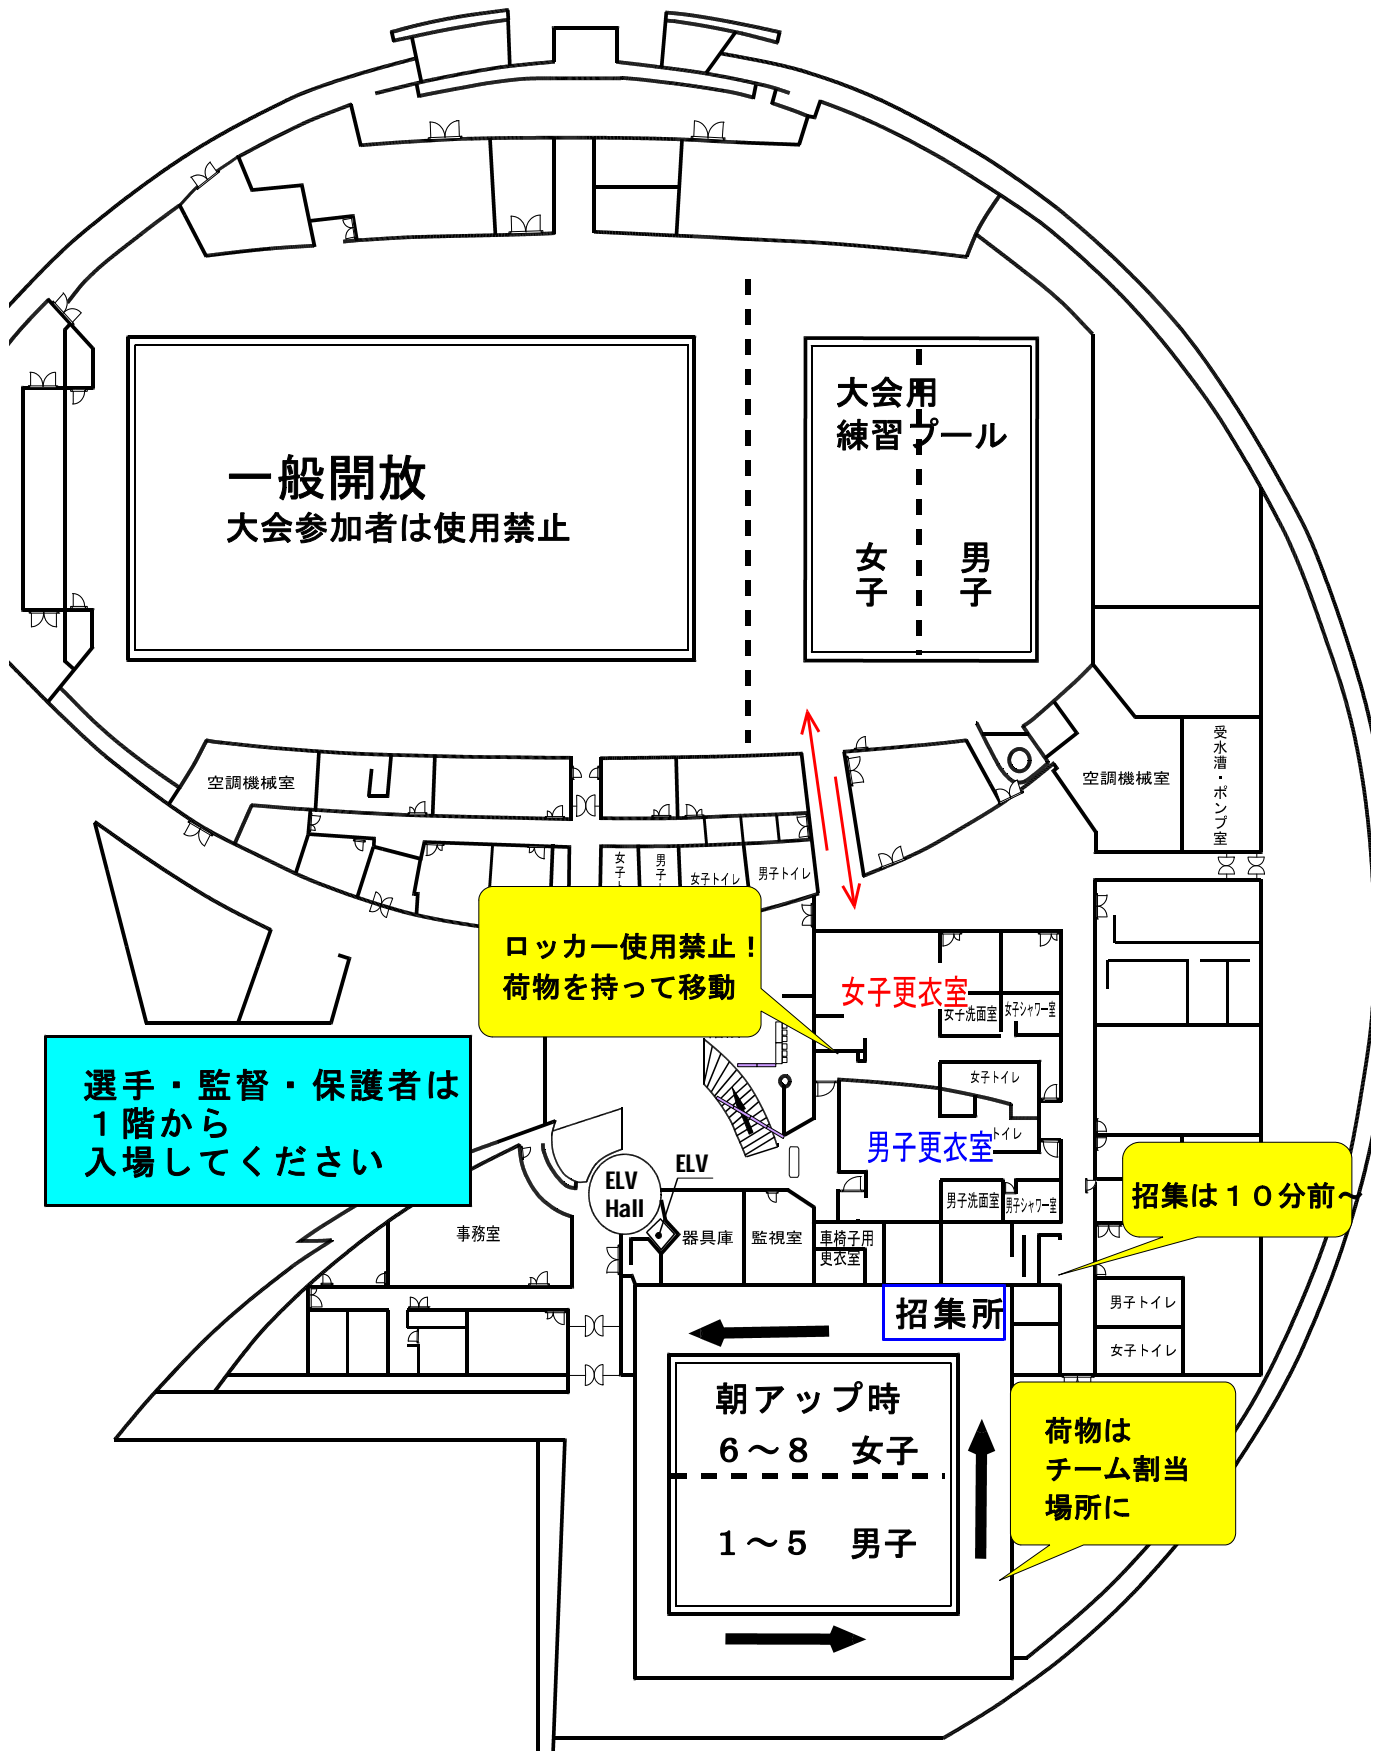 大会用
練習プール
一般開放
大会参加者は使用禁止
女子
男子
空調機械室
空調機械室
受水漕・ポンプ室
女子ト
男子
女子トイレ
男子トイレ
ロッカー使用禁止！
荷物を持って移動
女子更衣室
女子洗面室
女子シャワー室
選手・監督・保護者は
１階から
入場してください
女子トイレ
トイレ
男子更衣室
ELV
ELV
Hall
招集は１０分前～
男子洗面室
男子シャワー室
事務室
器具庫
監視室
車椅子用
更衣室
招集所
男子トイレ
女子トイレ
朝アップ時
６～８　女子
１～５　男子
荷物は
チーム割当
場所に